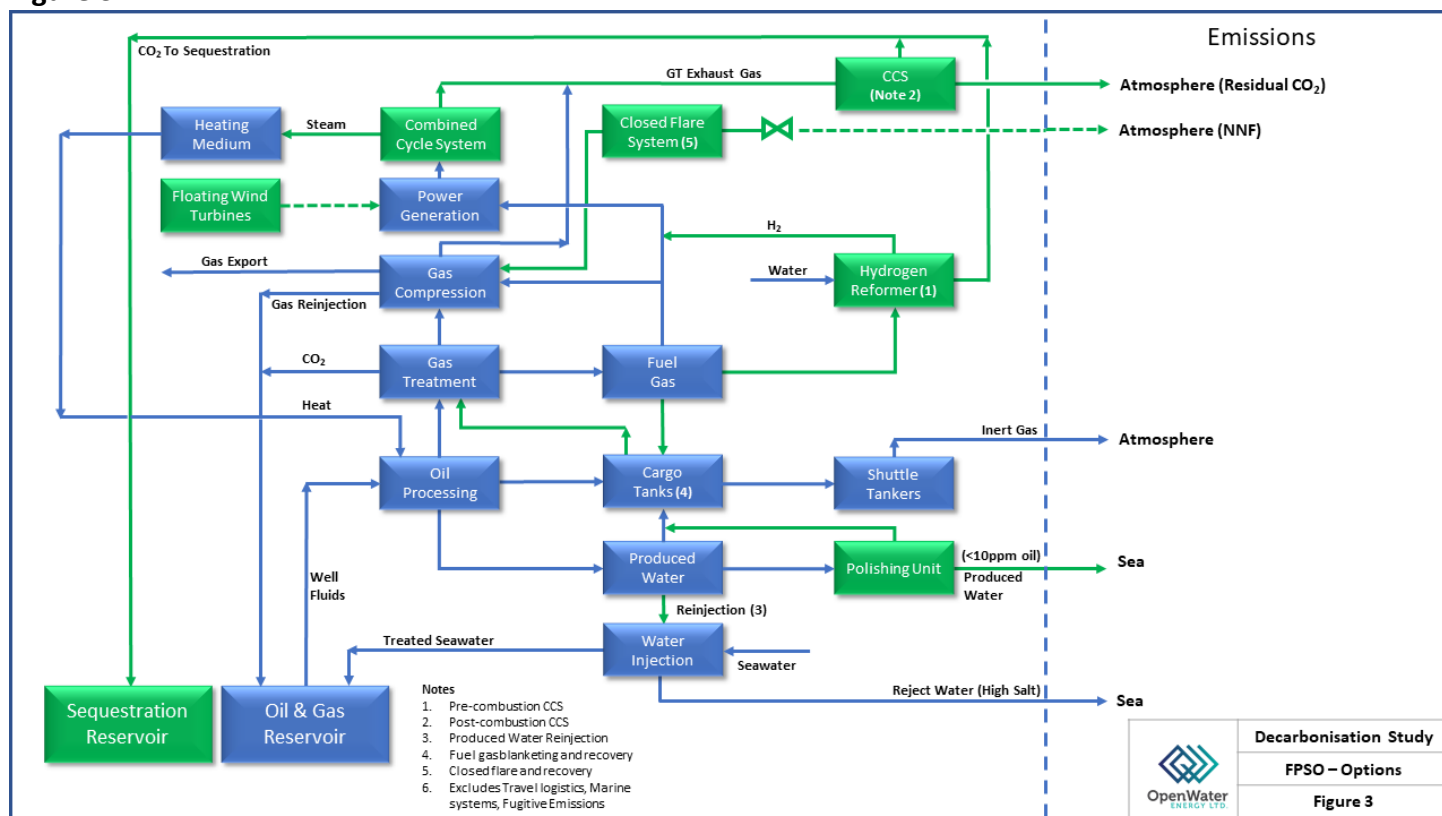 Emissions
CO2 To Sequestration
GT Exhaust Gas
CCS
(Note 2)
Atmosphere (Residual CO2)
Heating
Medium
Steam
Combined
Cycle System
Closed Flare
System (5)
Atmosphere (NNF)
Floating Wind
Turbines
Power
Generation
H2
Gas Export
Gas
Compression
Water
Hydrogen
Reformer (1)
Gas Reinjection
CO2
Gas
Treatment
Fuel
Gas
Heat
Inert Gas
Atmosphere
Oil
Processing
Cargo
Tanks (4)
Shuttle
Tankers
Well
Fluids
Produced
Water
Polishing Unit
(<10ppm oil)
Produced
Water
Sea
Reinjection (3)
Treated Seawater
Water
Injection
Seawater
Reject Water (High Salt)
Sea
Sequestration
Reservoir
Oil & Gas
Reservoir
Notes
1. Pre-combustion CCS
2. Post-combustion CCS
3. Produced Water Reinjection
4. Fuel gasblanketing and recovery
5. Closed flare and recovery
6. Excludes Travel logistics, Marine
systems, Fugitive Emissions
OpenWater
ENERGY LTD.
Decarbonisation Study
FPSO – Options
Figure 3